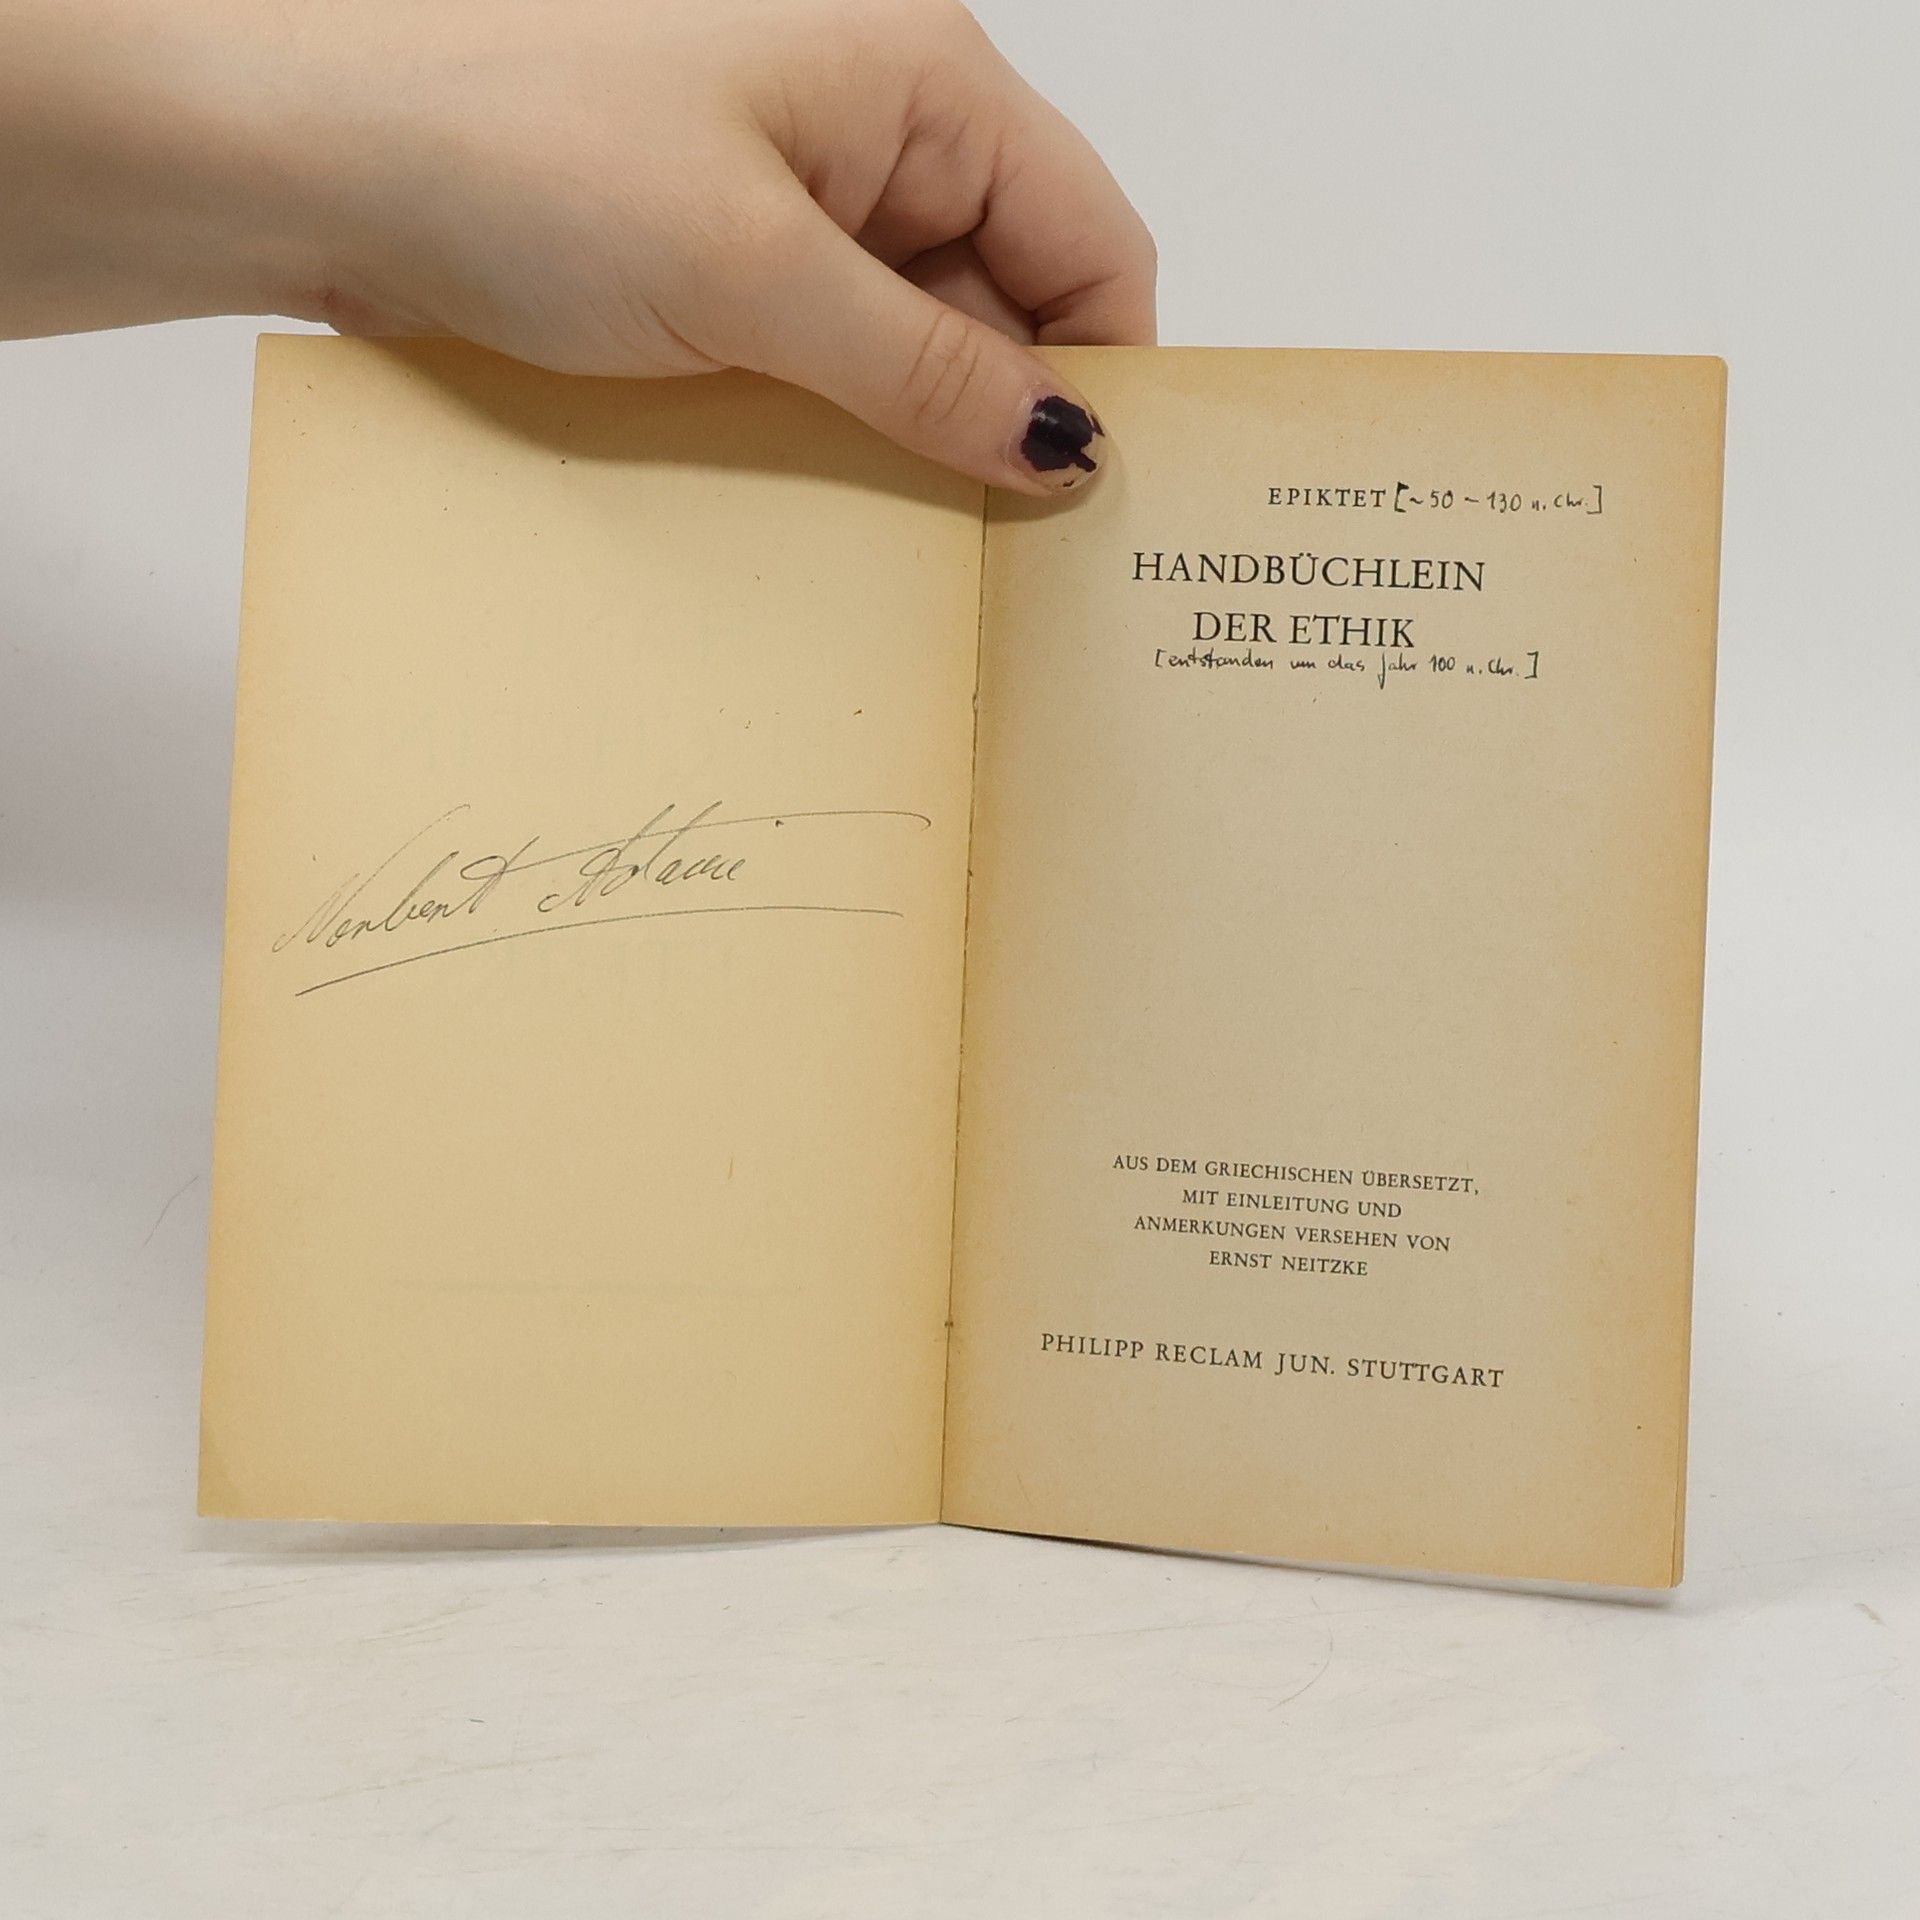 Norbert
EPIKTET [~50 – 130 n. Chr.]
HANDBÜCHLEIN
DER ETHIK
[entstanden um das Jahr 100 n. Chr.]
AUS DEM GRIECHISCHEN ÜBERSETZT,
MIT EINLEITUNG UND
ANMERKUNGEN VERSEHEN VON
ERNST NEITZKE
PHILIPP RECLAM JUN. STUTTGART